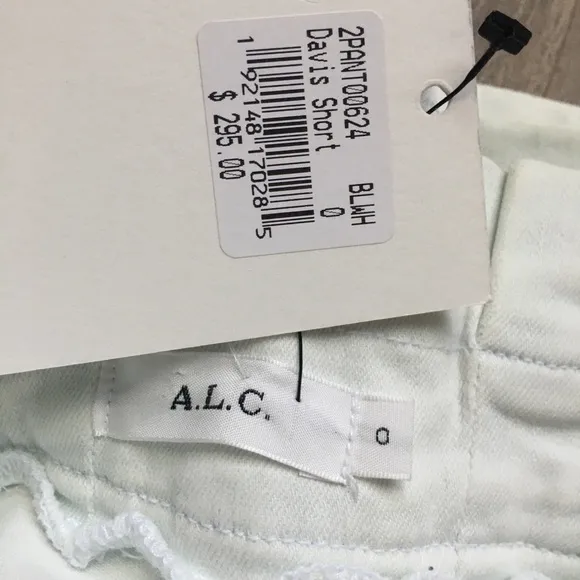 2PANT00624 BLWH
Davis Short 0
1 92148 17028 5
$ 295.00
A.L.C.
0